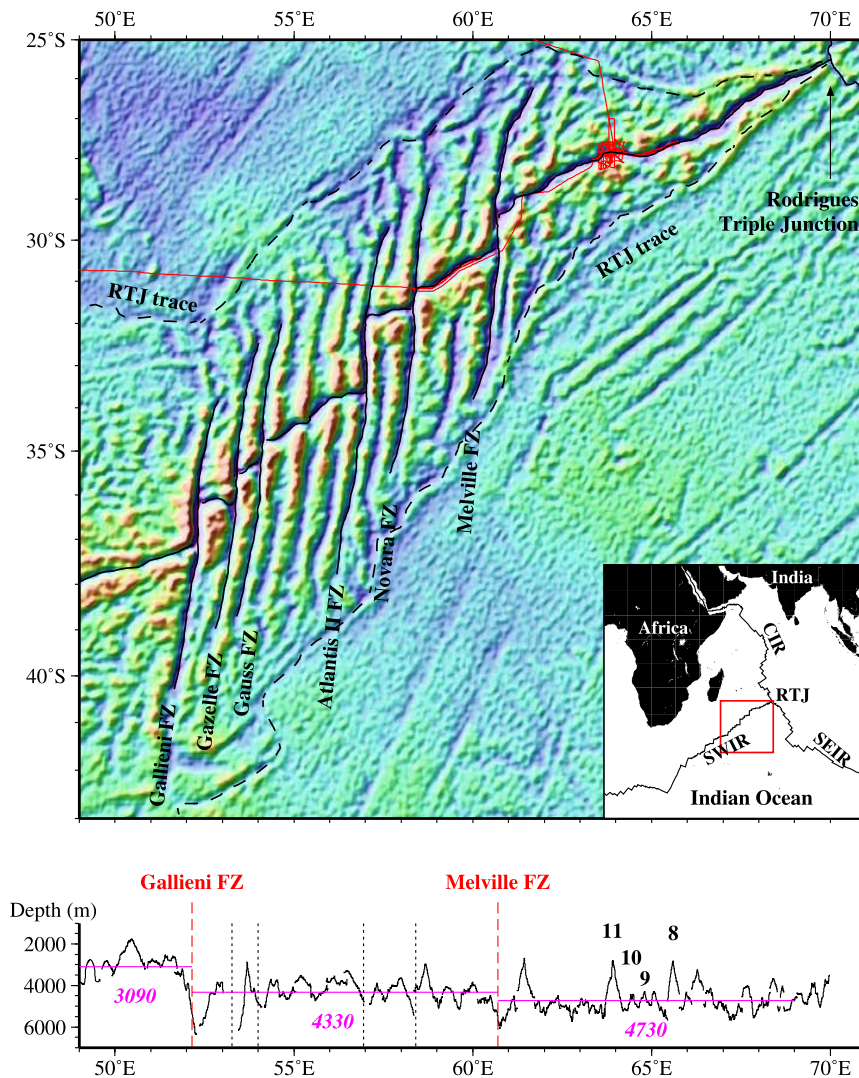 50°E 55°E 60°E 65°E 70°E
25°S
Rodrigues
Triple Junction
30°S
RTJ trace
RTJ trace
35°S
Melville FZ
Novara FZ
Atlantis II FZ
40°S
Gauss FZ
Gazelle FZ
Gallieni FZ
India
Africa
CIR
RTJ
SWIR
SEIR
Indian Ocean
Gallieni FZ Melville FZ
Depth (m)
2000
4000
6000
11
10
9
8
3090
4330
4730
50°E 55°E 60°E 65°E 70°E